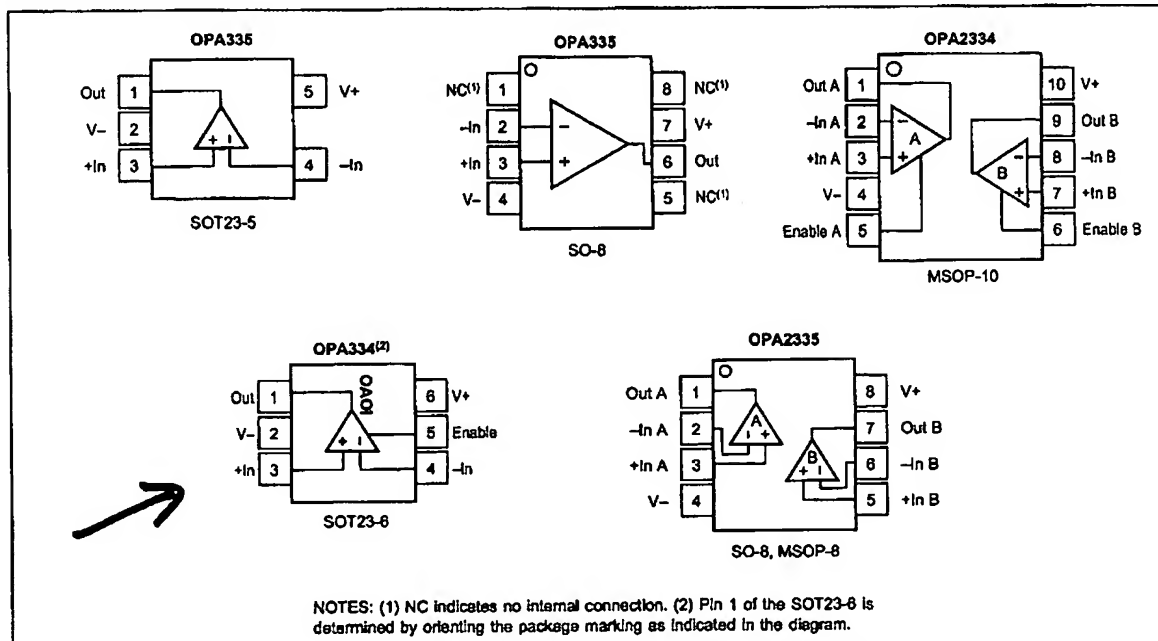 OPA335
Out 1
V– 2
+In 3
5 V+
4 –In
SOT23-5
OPA335
NC(1) 1
–In 2
+In 3
V– 4
8 NC(1)
7 V+
6 Out
5 NC(1)
– +
SO-8
OPA2334
Out A 1
–In A 2
+In A 3
V– 4
Enable A 5
10 V+
9 Out B
8 –In B
7 +In B
6 Enable B
A
B
MSOP-10
OPA334(2)
Out 1
V– 2
+In 3
6 V+
5 Enable
4 –In
OAOI
SOT23-6
OPA2335
Out A 1
–In A 2
+In A 3
V– 4
8 V+
7 Out B
6 –In B
5 +In B
A
B
SO-8, MSOP-8
NOTES: (1) NC indicates no internal connection. (2) Pin 1 of the SOT23-6 is
determined by orienting the package marking as indicated in the diagram.